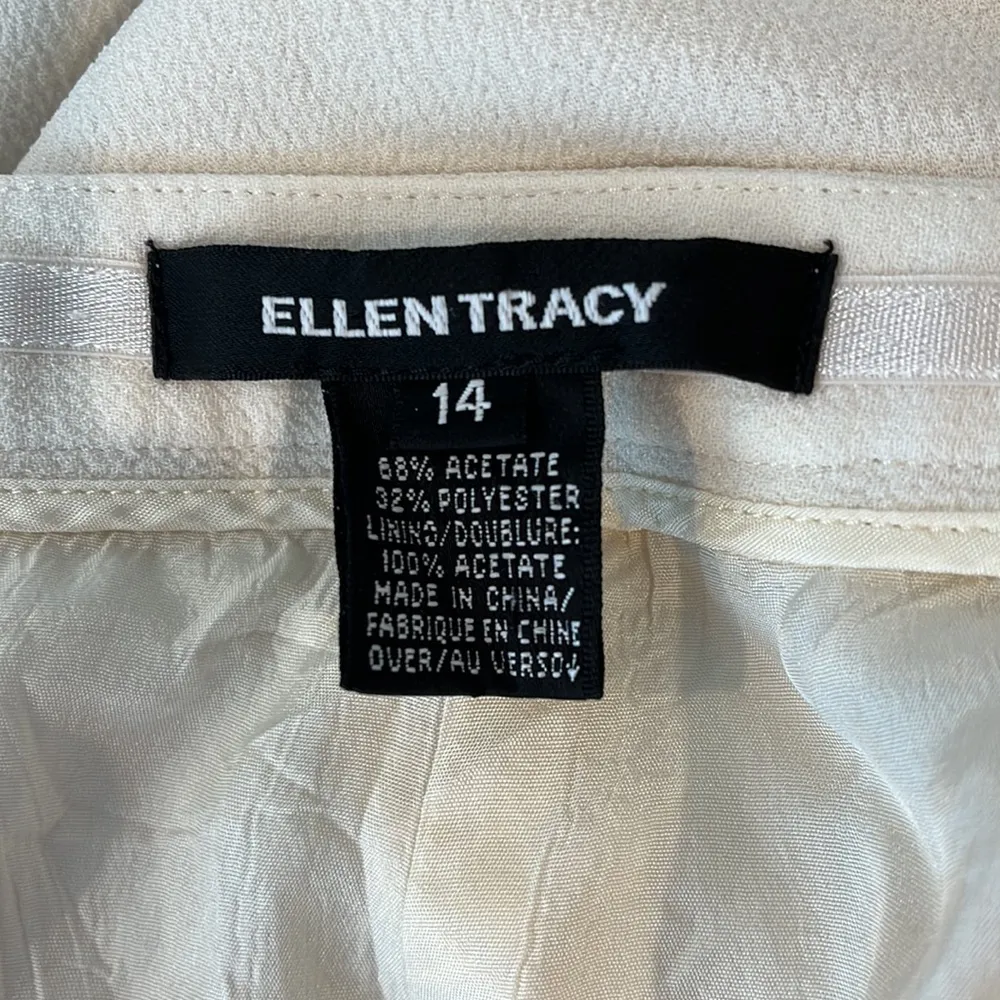 ELLEN TRACY
14
68% ACETATE
32% POLYESTER
LINING/DOUBLURE:
100% ACETATE
MADE IN CHINA/
FABRIQUE EN CHINE
OVER/AU VERSO↓